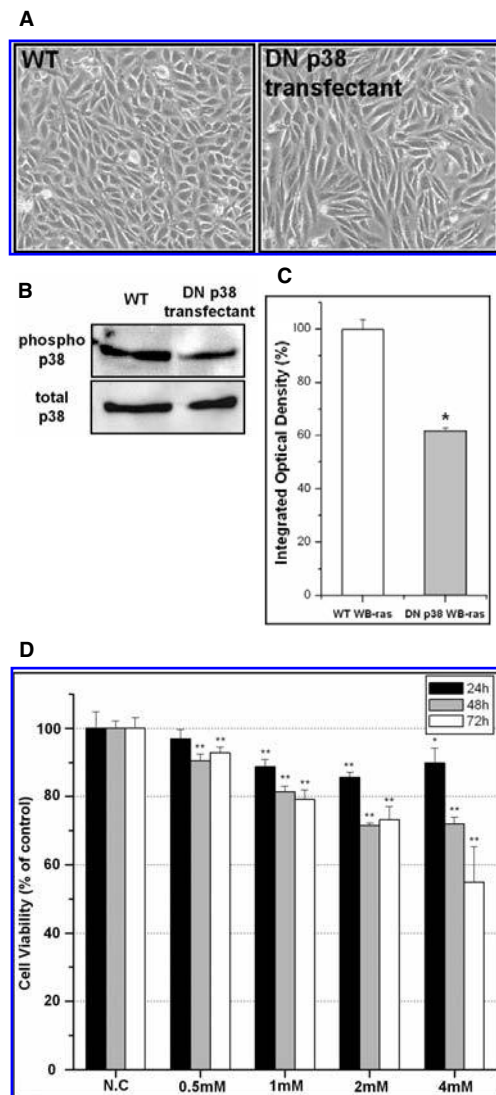 A
WT
DN p38
transfectant
B
WT
DN p38
transfectant
phospho
p38
total
p38
C
Integrated Optical Density (%)
100
80
60
40
20
0
*
WT WB-ras
DN p38 WB-ras
D
Cell Viability (% of control)
100
80
60
40
20
0
24h
48h
72h
**
**
**
**
**
**
**
**
*
**
**
N.C
0.5mM
1mM
2mM
4mM